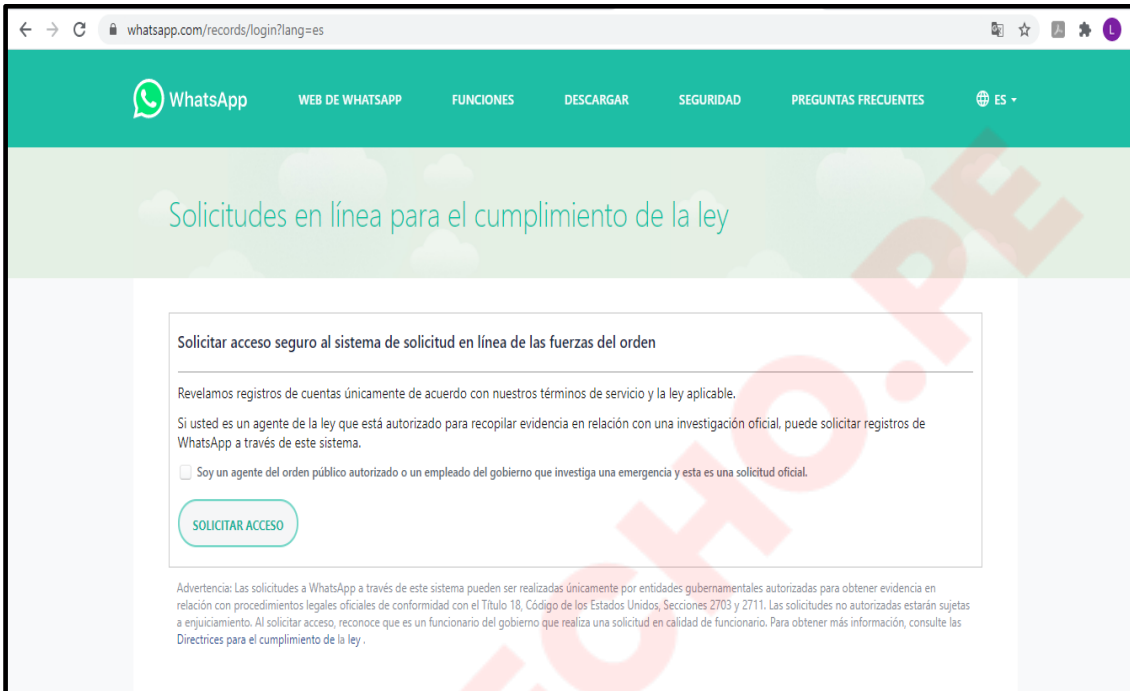 whatsapp.com/records/login?lang=es
L
WhatsApp
WEB DE WHATSAPP
FUNCIONES
DESCARGAR
SEGURIDAD
PREGUNTAS FRECUENTES
ES
Solicitudes en línea para el cumplimiento de la ley
Solicitar acceso seguro al sistema de solicitud en línea de las fuerzas del orden
Revelamos registros de cuentas únicamente de acuerdo con nuestros términos de servicio y la ley aplicable.
Si usted es un agente de la ley que está autorizado para recopilar evidencia en relación con una investigación oficial, puede solicitar registros de
WhatsApp a través de este sistema.
Soy un agente del orden público autorizado o un empleado del gobierno que investiga una emergencia y esta es una solicitud oficial.
SOLICITAR ACCESO
Advertencia: Las solicitudes a WhatsApp a través de este sistema pueden ser realizadas únicamente por entidades gubernamentales autorizadas para obtener evidencia en
relación con procedimientos legales oficiales de conformidad con el Título 18, Código de los Estados Unidos, Secciones 2703 y 2711. Las solicitudes no autorizadas estarán sujetas
a enjuiciamiento. Al solicitar acceso, reconoce que es un funcionario del gobierno que realiza una solicitud en calidad de funcionario. Para obtener más información, consulte las
Directrices para el cumplimiento de la ley .
ECHO.PE